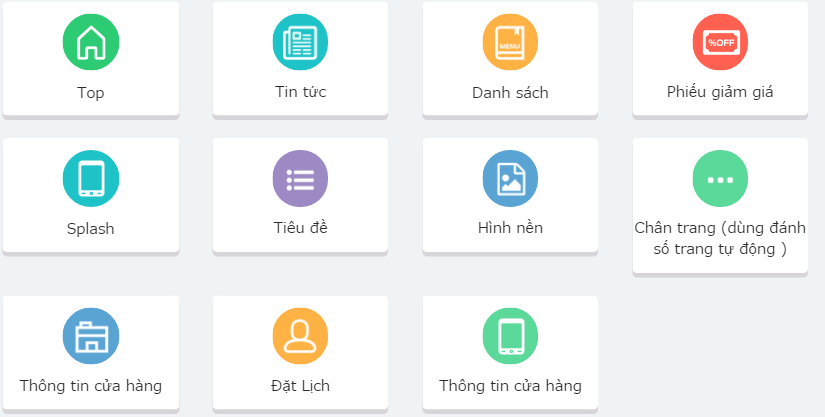 MENU
%OFF
Top
Tin tức
Danh sách
Phiếu giảm giá
Splash
Tiêu đề
Hình nền
Chân trang (dùng đánh
số trang tự động )
Thông tin cửa hàng
Đặt Lịch
Thông tin cửa hàng